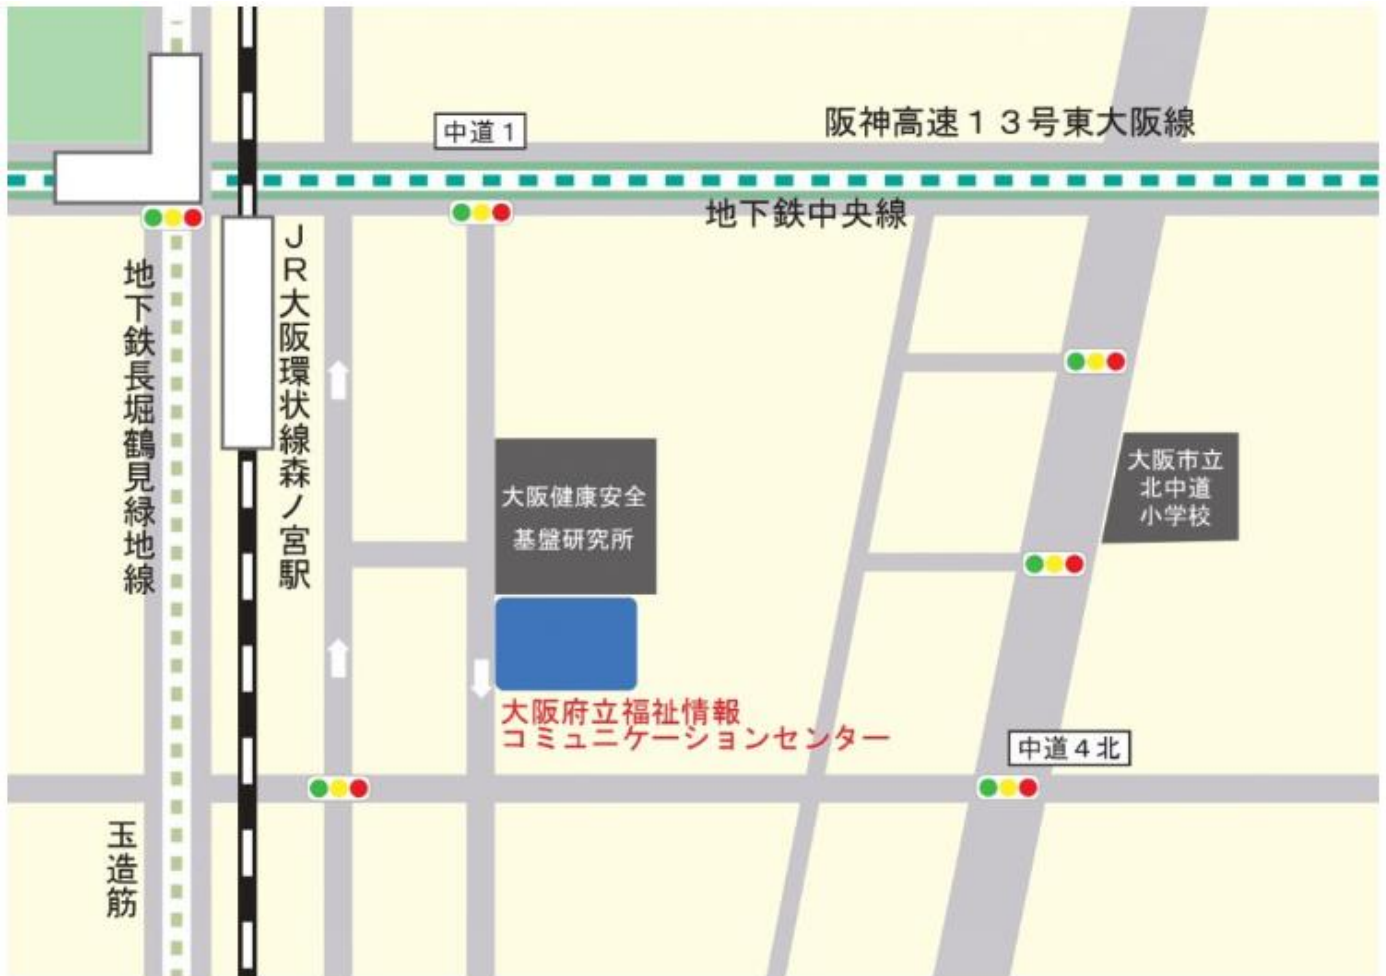 阪神高速１３号東大阪線
中道１
地下鉄中央線
ＪＲ大阪環状線森ノ宮駅
地下鉄長堀鶴見緑地線
大阪市立
北中道
小学校
大阪健康安全
基盤研究所
大阪府立福祉情報
コミュニケーションセンター
中道４北
玉造筋